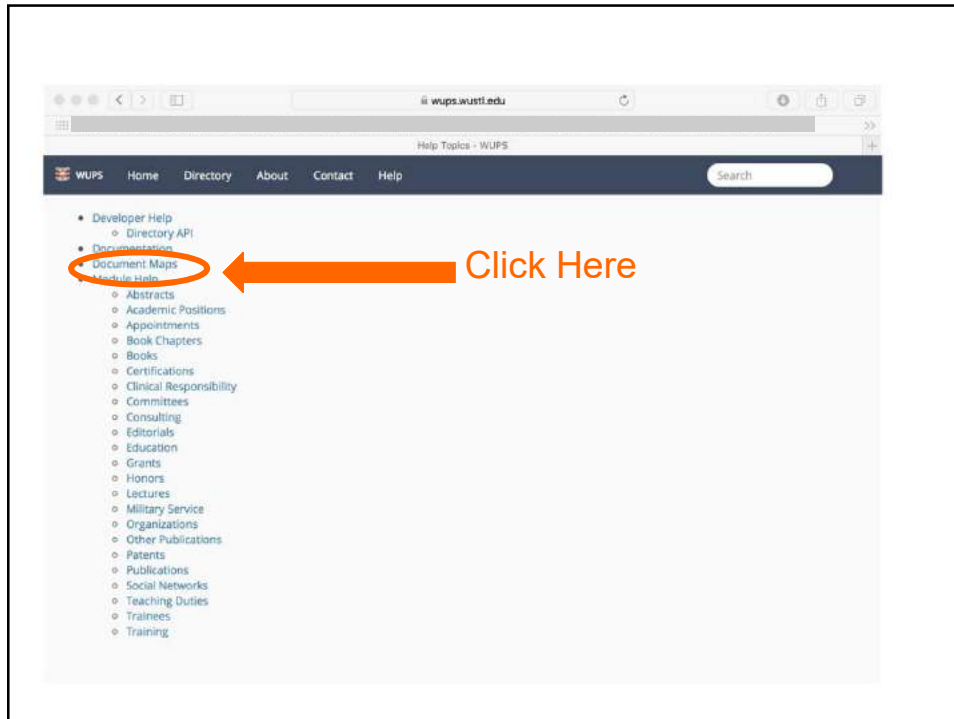 wups.wustl.edu
Help Topics - WUPS
WUPS Home Directory About Contact Help Search
Developer Help
Directory API
Documentation
Document Maps
Click Here
Module Help
Abstracts
Academic Positions
Appointments
Book Chapters
Books
Certifications
Clinical Responsibility
Committees
Consulting
Editorials
Education
Grants
Honors
Lectures
Military Service
Organizations
Other Publications
Patents
Publications
Social Networks
Teaching Duties
Trainees
Training